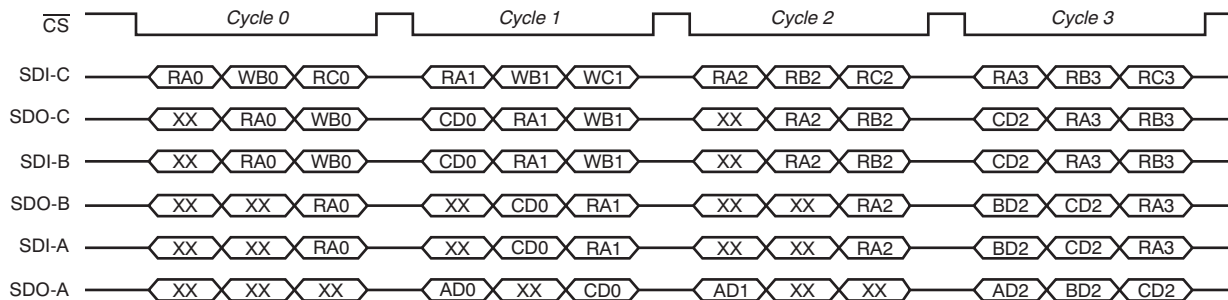 CS Cycle 0 Cycle 1 Cycle 2 Cycle 3
SDI-C RA0 WB0 RC0 RA1 WB1 WC1 RA2 RB2 RC2 RA3 RB3 RC3
SDO-C XX RA0 WB0 CD0 RA1 WB1 XX RA2 RB2 CD2 RA3 RB3
SDI-B XX RA0 WB0 CD0 RA1 WB1 XX RA2 RB2 CD2 RA3 RB3
SDO-B XX XX RA0 XX CD0 RA1 XX XX RA2 BD2 CD2 RA3
SDI-A XX XX RA0 XX CD0 RA1 XX XX RA2 BD2 CD2 RA3
SDO-A XX XX XX AD0 XX CD0 AD1 XX XX AD2 BD2 CD2